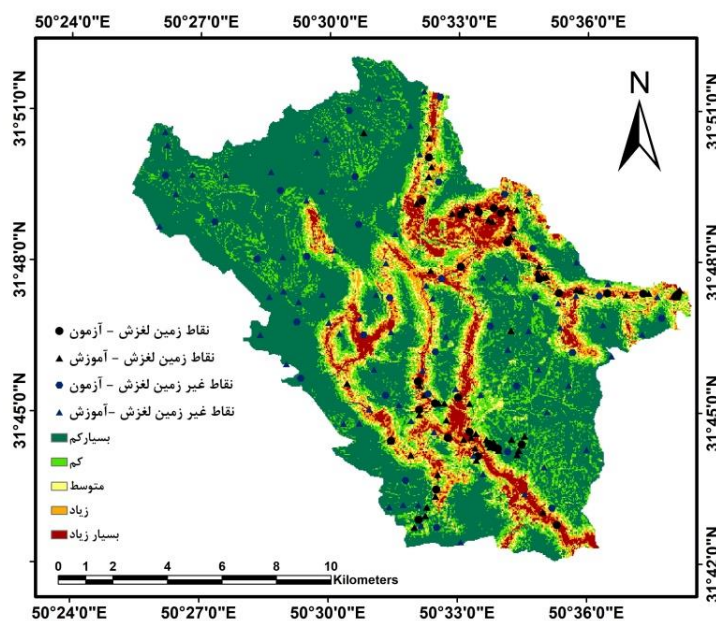 50°24'0"E 50°27'0"E 50°30'0"E 50°33'0"E 50°36'0"E
N
31°51'0"N 31°51'0"N
31°48'0"N 31°48'0"N
31°45'0"N 31°45'0"N
31°42'0"N
نقاط زمین لغزش - آزمون
نقاط زمین لغزش - آموزش
نقاط غیر زمین لغزش - آزمون
نقاط غیر زمین لغزش -آموزش
بسیارکم
کم
متوسط
زیاد
بسیار زیاد
0 1 2 4 6 8 10
Kilometers
50°24'0"E 50°27'0"E 50°30'0"E 50°33'0"E 50°36'0"E